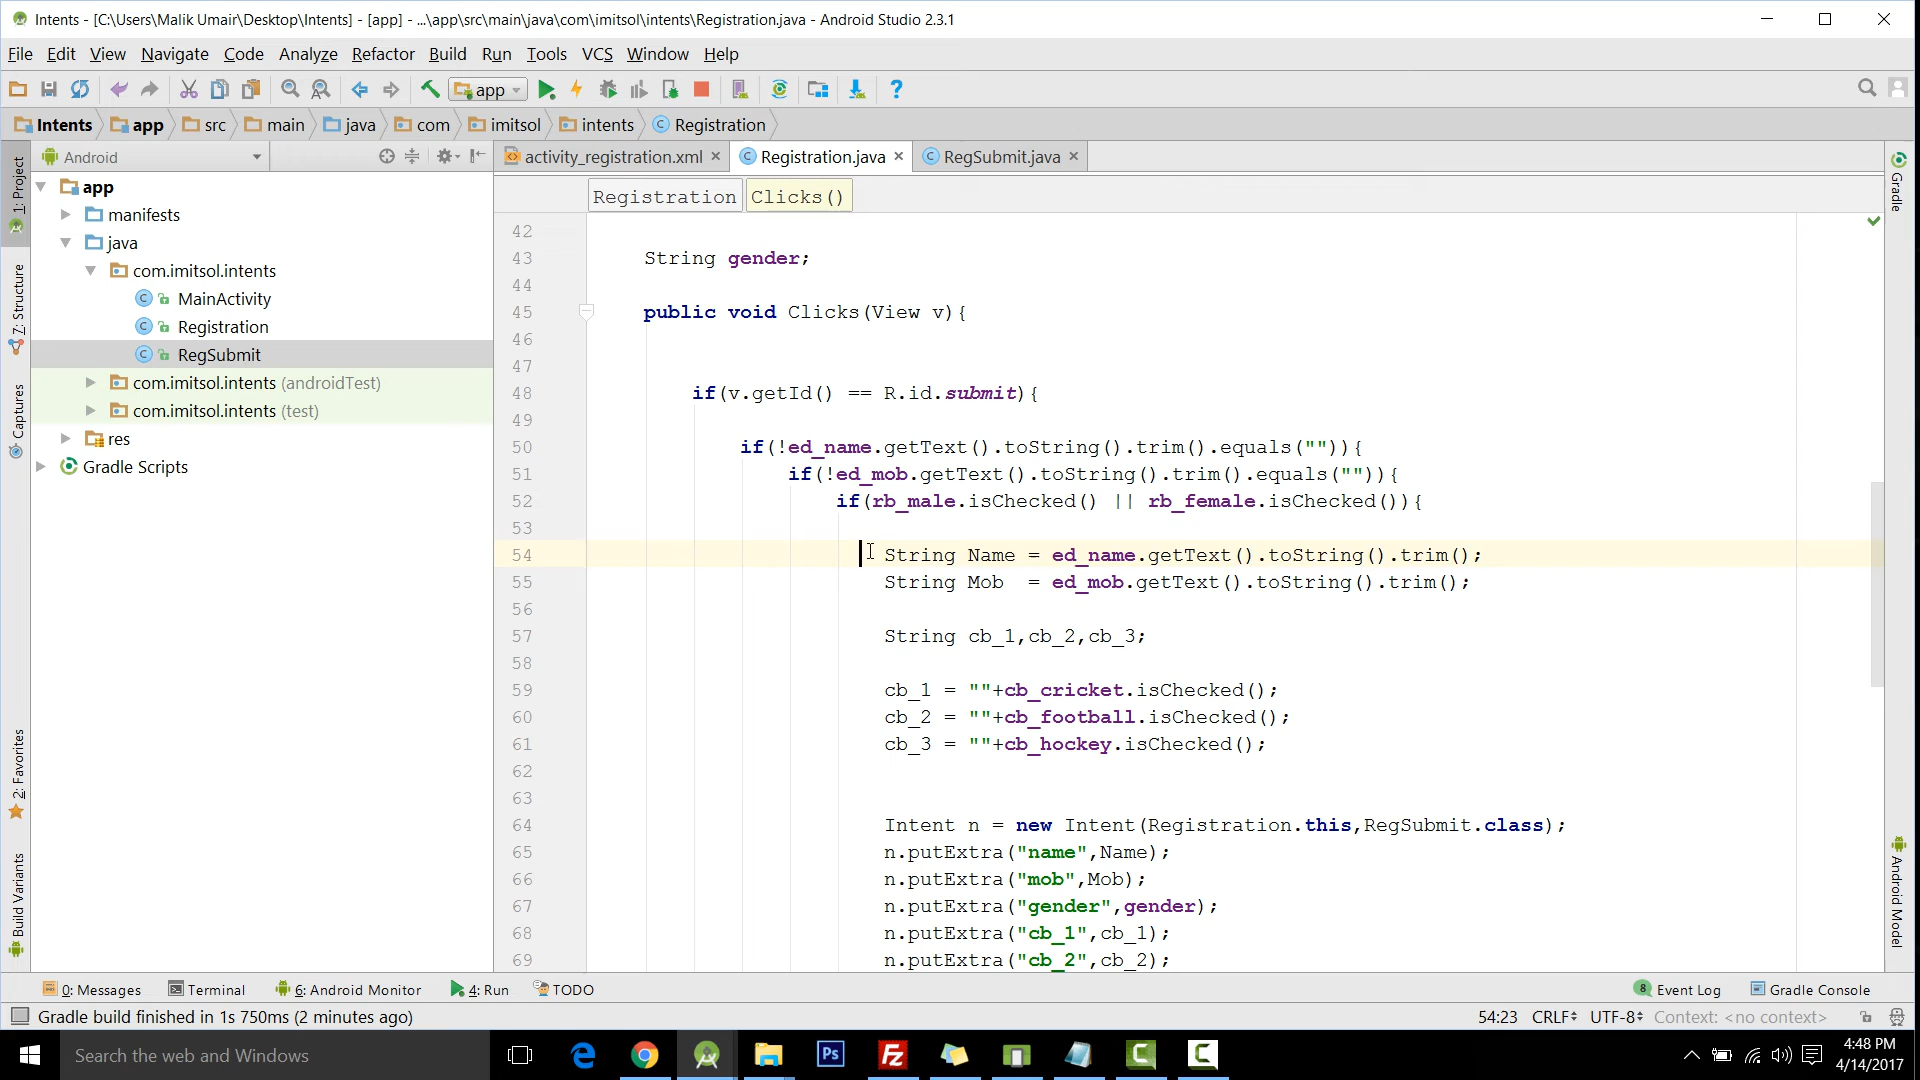 Intents - [C:\Users\Malik Umair\Desktop\Intents] - [app] - ...\app\src\main\java\com\imitsol\intents\Registration.java - Android Studio 2.3.1
File Edit View Navigate Code Analyze Refactor Build Run Tools VCS Window Help
app
Intents app src main java com imitsol intents Registration
Android
activity_registration.xml Registration.java RegSubmit.java
Registration Clicks()
1: Project
7: Structure
Captures
2: Favorites
Build Variants
app
manifests
java
com.imitsol.intents
MainActivity
Registration
RegSubmit
com.imitsol.intents (androidTest)
com.imitsol.intents (test)
res
Gradle Scripts
42
43 String gender;
44
45 public void Clicks(View v){
46
47
48 if(v.getId() == R.id.submit){
49
50 if(!ed_name.getText().toString().trim().equals("")){
51 if(!ed_mob.getText().toString().trim().equals("")){
52 if(rb_male.isChecked() || rb_female.isChecked()){
53
54 String Name = ed_name.getText().toString().trim();
55 String Mob = ed_mob.getText().toString().trim();
56
57 String cb_1,cb_2,cb_3;
58
59 cb_1 = ""+cb_cricket.isChecked();
60 cb_2 = ""+cb_football.isChecked();
61 cb_3 = ""+cb_hockey.isChecked();
62
63
64 Intent n = new Intent(Registration.this,RegSubmit.class);
65 n.putExtra("name",Name);
66 n.putExtra("mob",Mob);
67 n.putExtra("gender",gender);
68 n.putExtra("cb_1",cb_1);
69 n.putExtra("cb_2",cb_2);
Gradle
Android Model
0: Messages Terminal 6: Android Monitor 4: Run TODO 8 Event Log Gradle Console
Gradle build finished in 1s 750ms (2 minutes ago) 54:23 CRLF UTF-8 Context: <no context>
Search the web and Windows
Ps
Fz
4:48 PM
4/14/2017